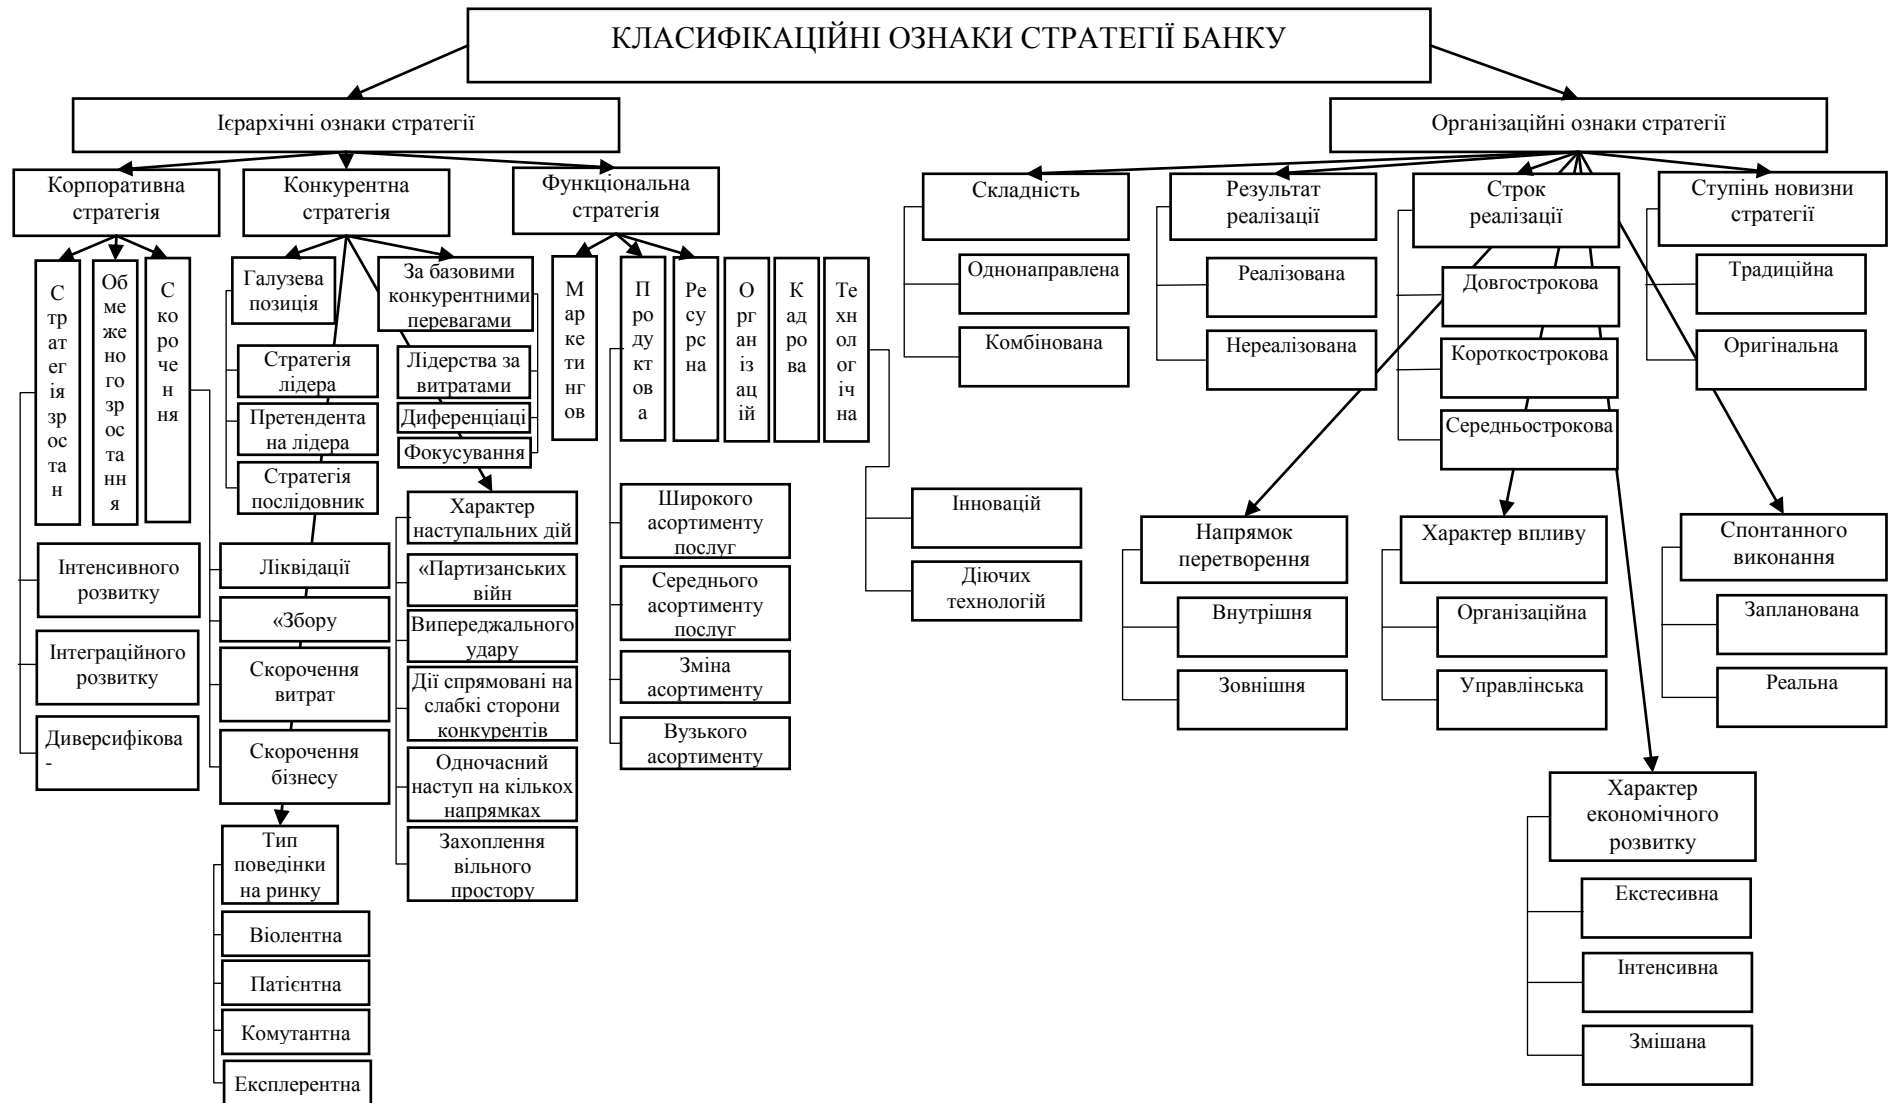 КЛАСИФІКАЦІЙНІ ОЗНАКИ СТРАТЕГІЇ БАНКУ
Ієрархічні ознаки стратегії
Організаційні ознаки стратегії
Корпоративна
стратегія
Конкурентна
стратегія
Функціональна
стратегія
Складність
Результат
реалізації
Строк
реалізації
Ступінь новизни
стратегії
С
тр
ат
ег
ія
зр
ос
та
н
Об
ме
же
но
го
зр
ос
та
нн
я
С
ко
ро
че
н
ня
Галузева
позиція
Стратегія
лідера
Претендента
на лідера
Стратегія
послідовник
За базовими
конкурентними
перевагами
Лідерства за
витратами
Диференціаці
Фокусування
М
ар
ке
ти
нг
ов
П
ро
ду
кт
ов
а
Ре
су
рс
на
О
рг
ан
із
ац
ій
К
ад
ро
ва
Те
хн
ол
ог
іч
на
Однонаправлена
Комбінована
Реалізована
Нереалізована
Довгострокова
Короткострокова
Середньострокова
Традиційна
Оригінальна
Інтенсивного
розвитку
Інтеграційного
розвитку
Диверсифікова
-
Ліквідації
«Збору
Скорочення
витрат
Скорочення
бізнесу
Тип
поведінки
на ринку
Віолентна
Патієнтна
Комутантна
Експлерентна
Характер
наступальних дій
«Партизанських
війн
Випереджального
удару
Дії спрямовані на
слабкі сторони
конкурентів
Одночасний
наступ на кількох
напрямках
Захоплення
вільного
простору
Широкого
асортименту
послуг
Середнього
асортименту
послуг
Зміна
асортименту
Вузького
асортименту
Інновацій
Діючих
технологій
Напрямок
перетворення
Внутрішня
Зовнішня
Характер впливу
Організаційна
Управлінська
Спонтанного
виконання
Запланована
Реальна
Характер
економічного
розвитку
Екстесивна
Інтенсивна
Змішана